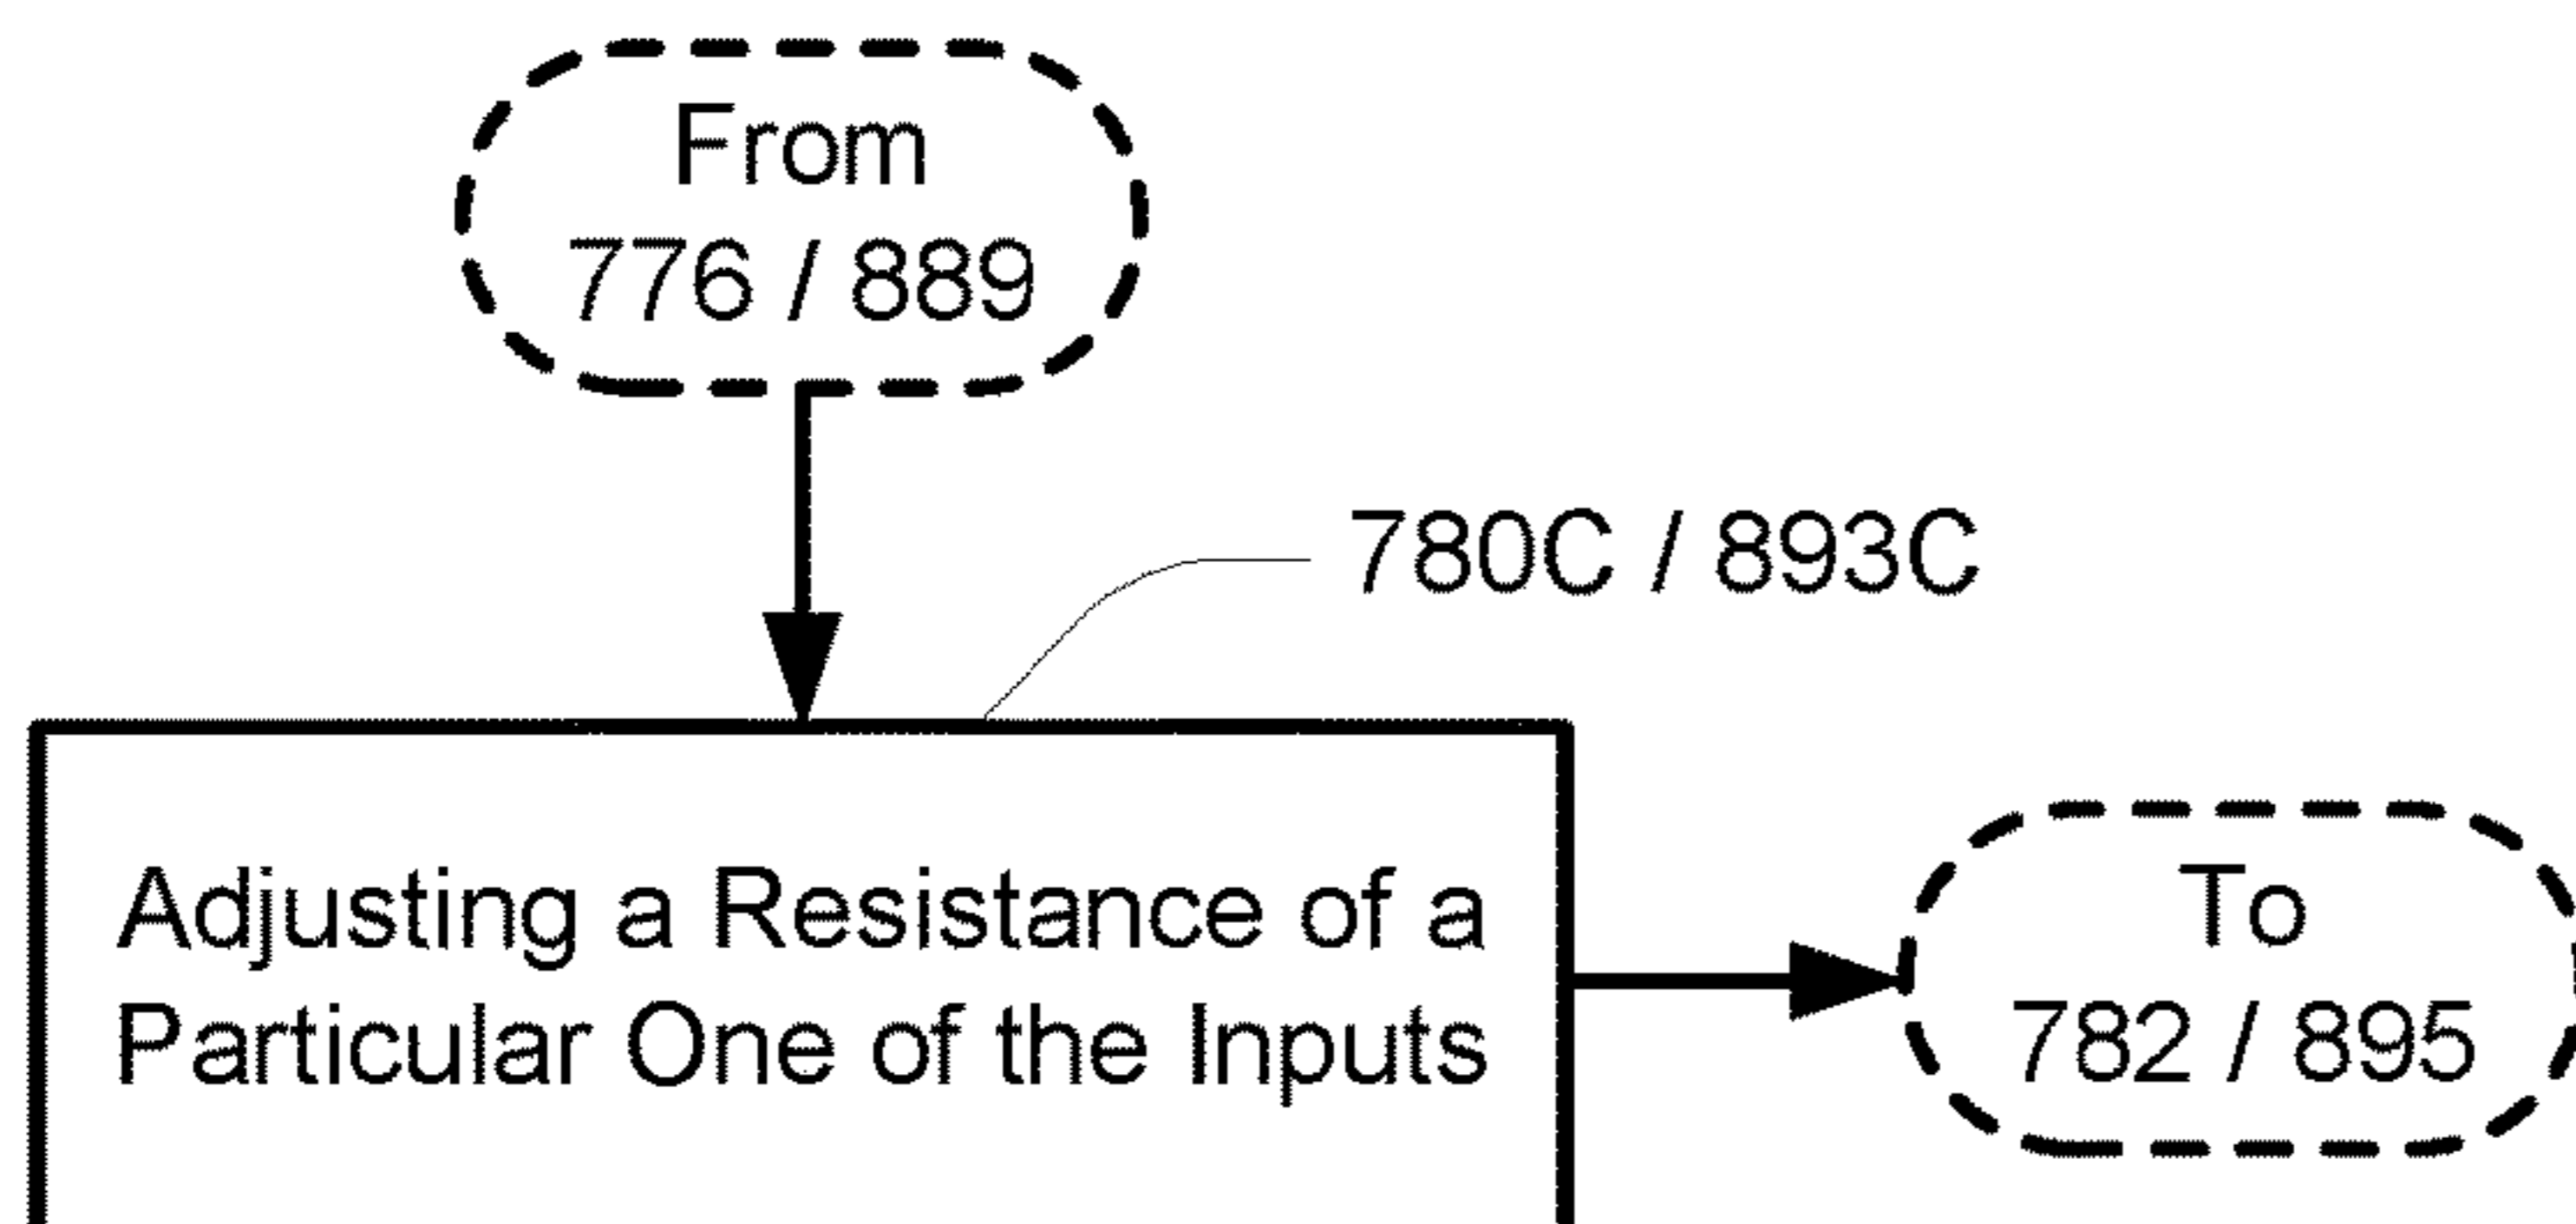 From
776 / 889
780C / 893C
Adjusting a Resistance of a
Particular One of the Inputs
To
782 / 895